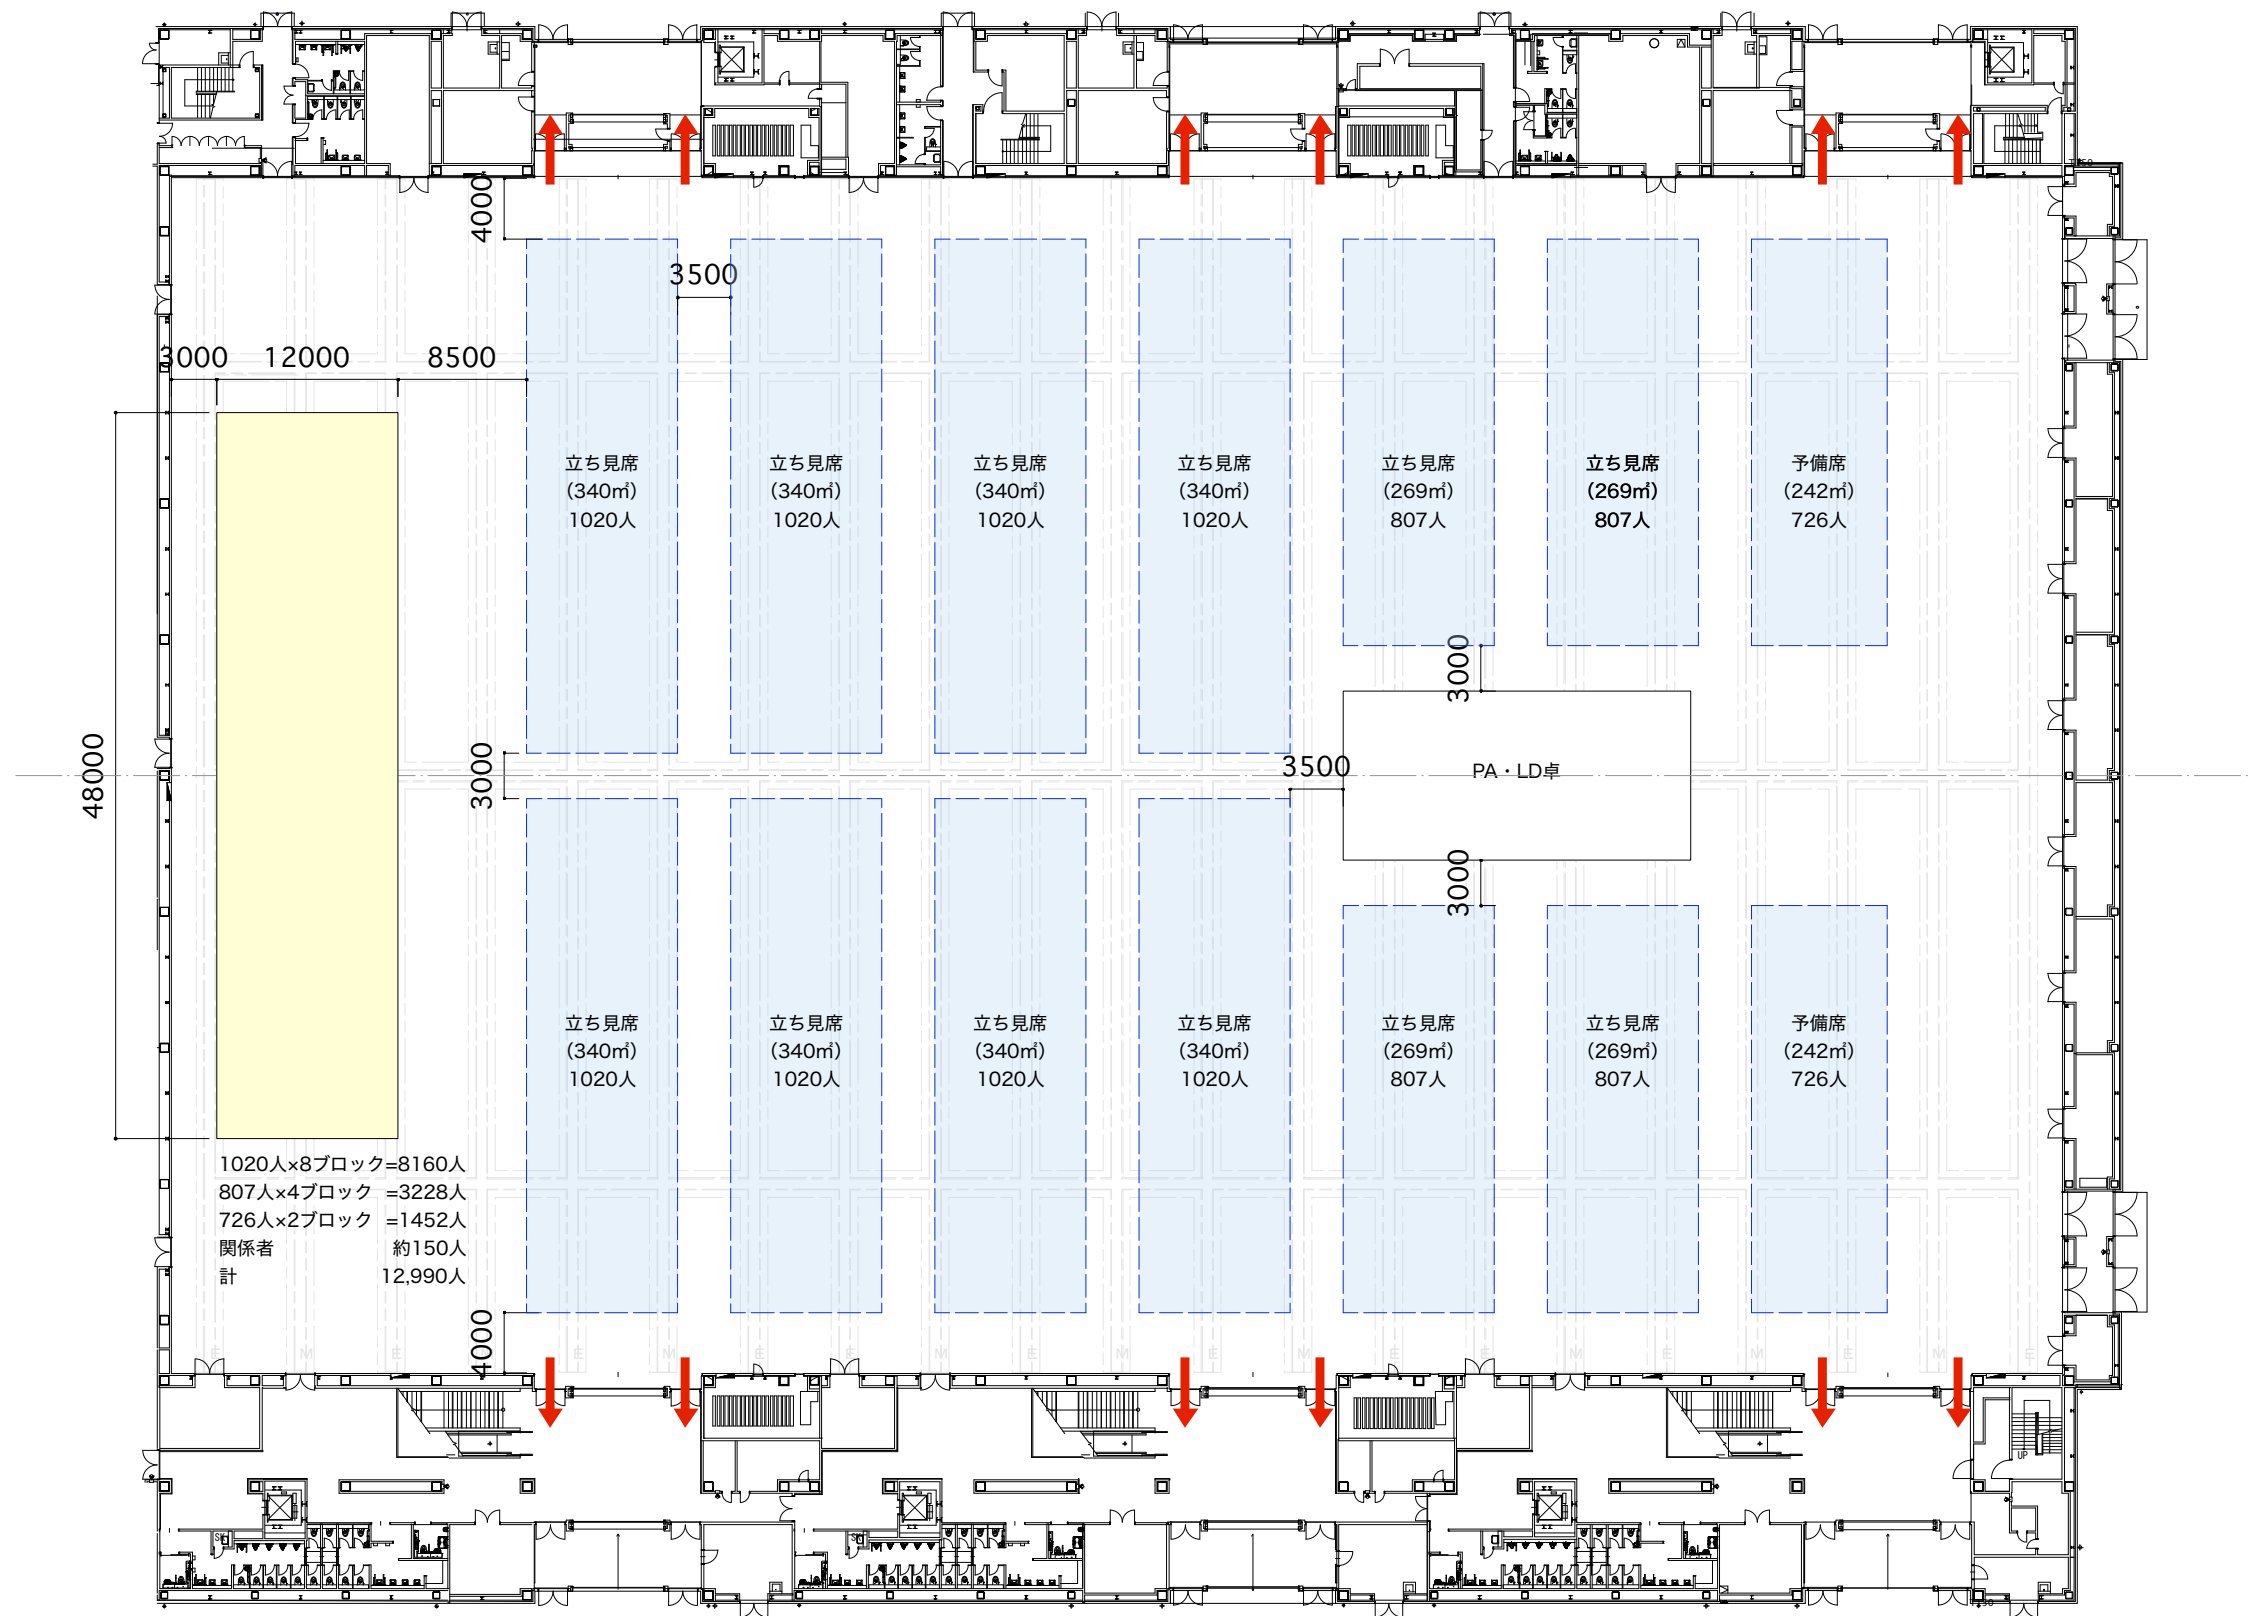 4000
3500
3000 12000 8500
48000
立ち見席
(340㎡)
1020人
立ち見席
(340㎡)
1020人
立ち見席
(340㎡)
1020人
立ち見席
(340㎡)
1020人
立ち見席
(269㎡)
807人
立ち見席
(269㎡)
807人
予備席
(242㎡)
726人
3000
3000
3500
PA・LD卓
3000
立ち見席
(340㎡)
1020人
立ち見席
(340㎡)
1020人
立ち見席
(340㎡)
1020人
立ち見席
(340㎡)
1020人
立ち見席
(269㎡)
807人
立ち見席
(269㎡)
807人
予備席
(242㎡)
726人
1020人×8ブロック=8160人
807人×4ブロック =3228人
726人×2ブロック =1452人
関係者 約150人
計 12,990人
4000
E M E E M E E M E M E M E M E M E
UP